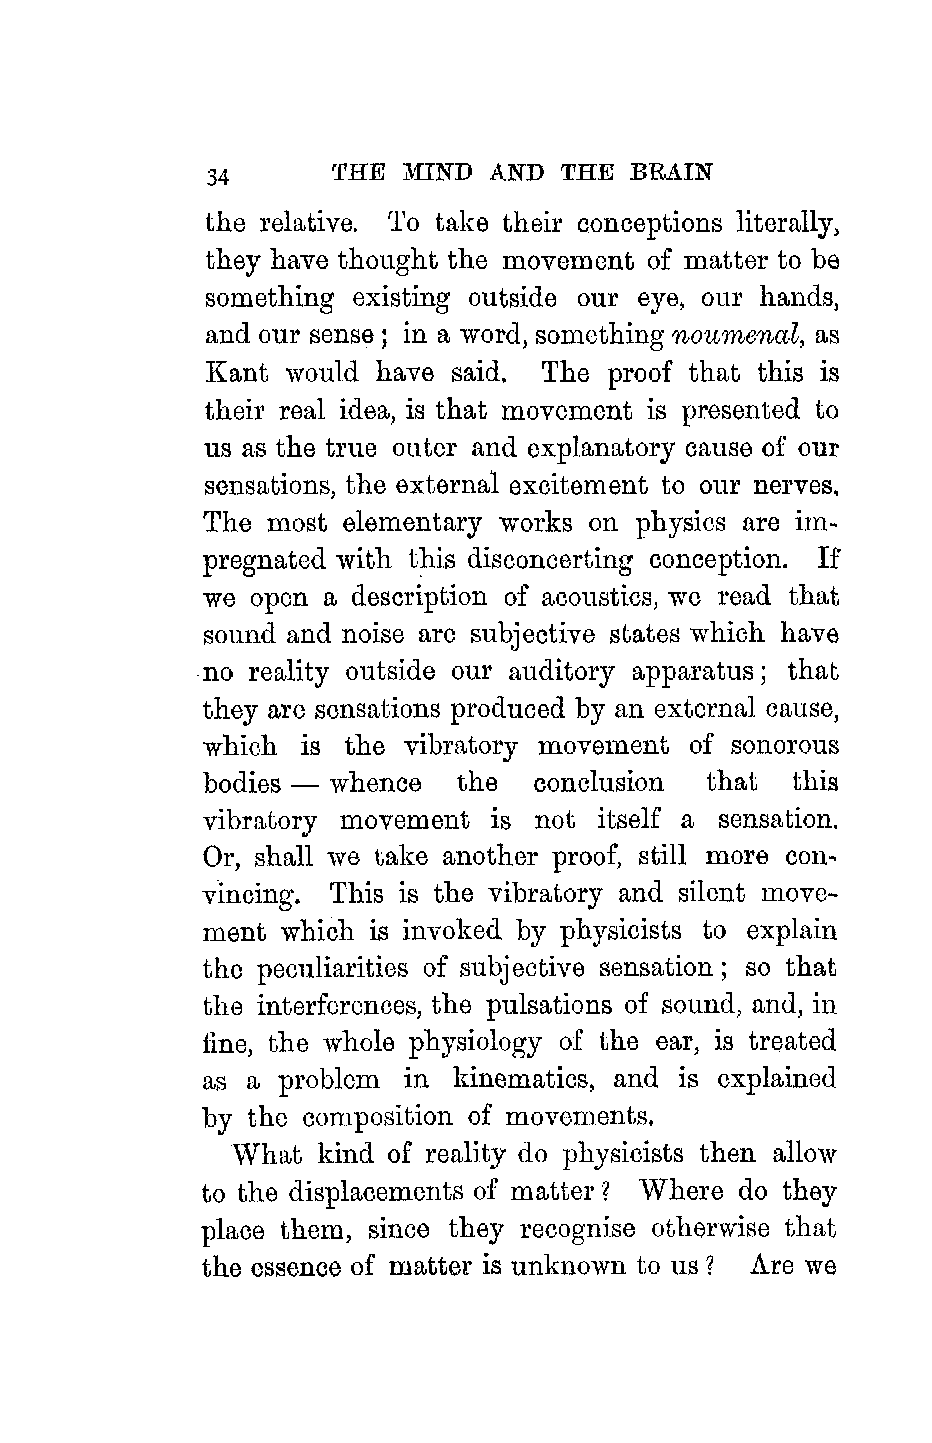 34 THE MIND AND THE BRAIN
the relative. To take their conceptions literally,
they have thought the movement of matter to be
something existing outside our eye, our hands,
and our sense; in a word, something noumenal, as
Kant would have said. The proof that this is
their real idea, is that movement is presented to
us as the true outer and explanatory cause of our
sensations, the external excitement to our nerves.
The most elementary works on physics are im-
pregnated with this disconcerting conception. If
we open a description of acoustics, we read that
sound and noise are subjective states which have
no reality outside our auditory apparatus; that
they are sensations produced by an external cause,
which is the vibratory movement of sonorous
bodies — whence the conclusion that this
vibratory movement is not itself a sensation.
Or, shall we take another proof, still more con-
vincing. This is the vibratory and silent move-
ment which is invoked by physicists to explain
the peculiarities of subjective sensation; so that
the interferences, the pulsations of sound, and, in
fine, the whole physiology of the ear, is treated
as a problem in kinematics, and is explained
by the composition of movements.
What kind of reality do physicists then allow
to the displacements of matter? Where do they
place them, since they recognise otherwise that
the essence of matter is unknown to us? Are we